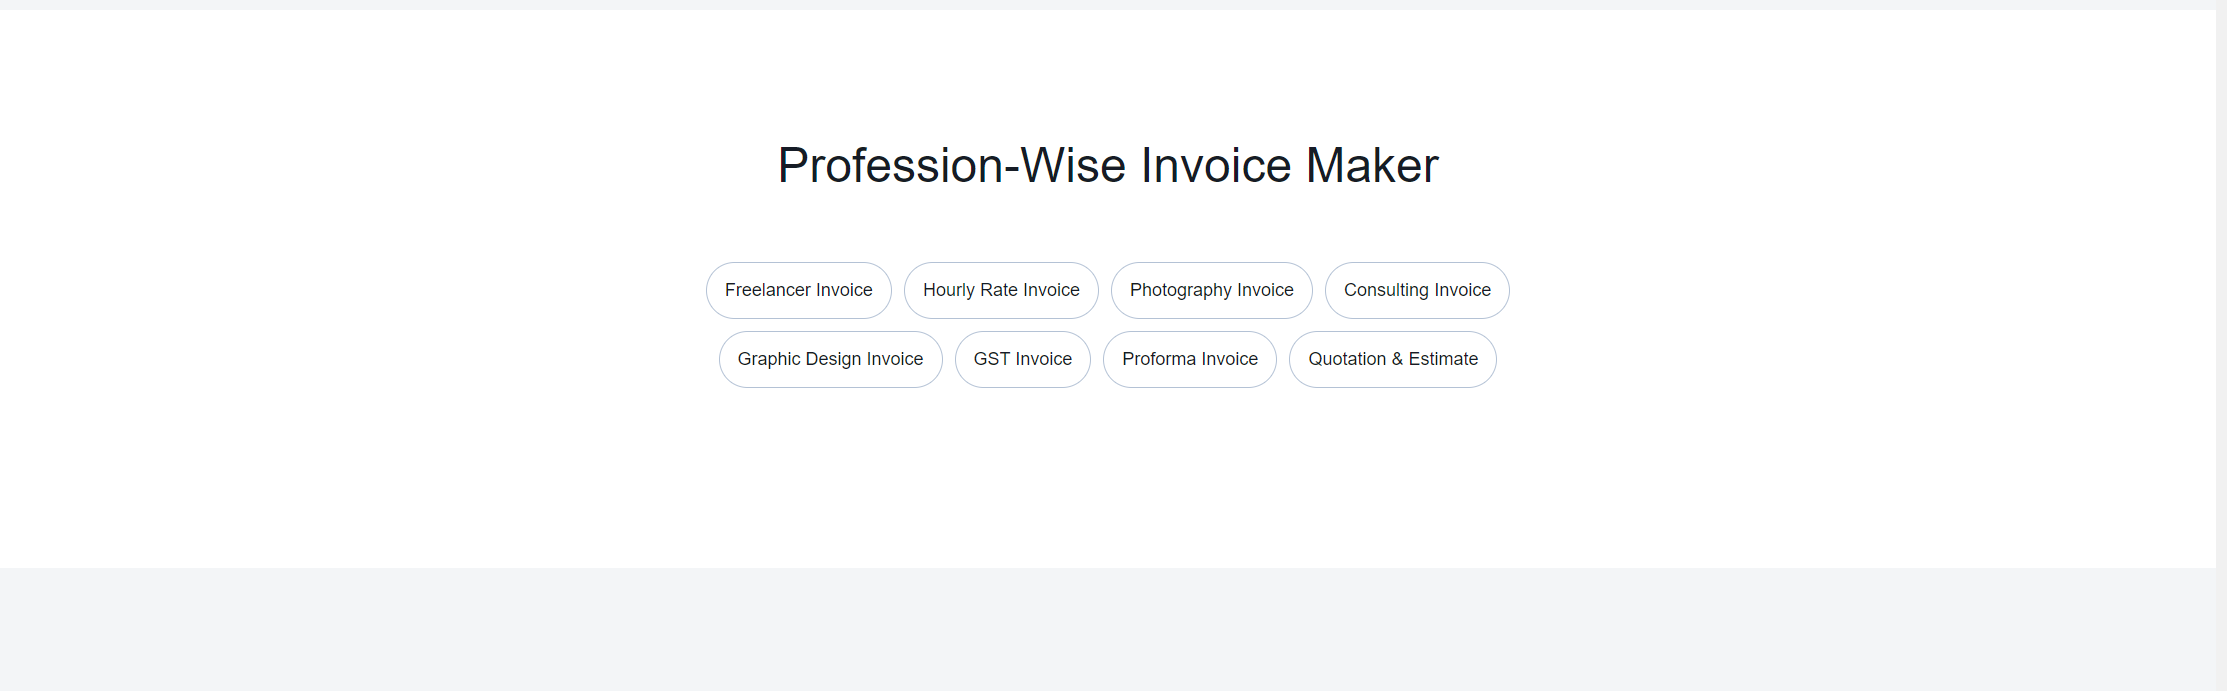 Profession-Wise Invoice Maker
Freelancer Invoice Hourly Rate Invoice Photography Invoice Consulting Invoice
Graphic Design Invoice GST Invoice Proforma Invoice Quotation & Estimate